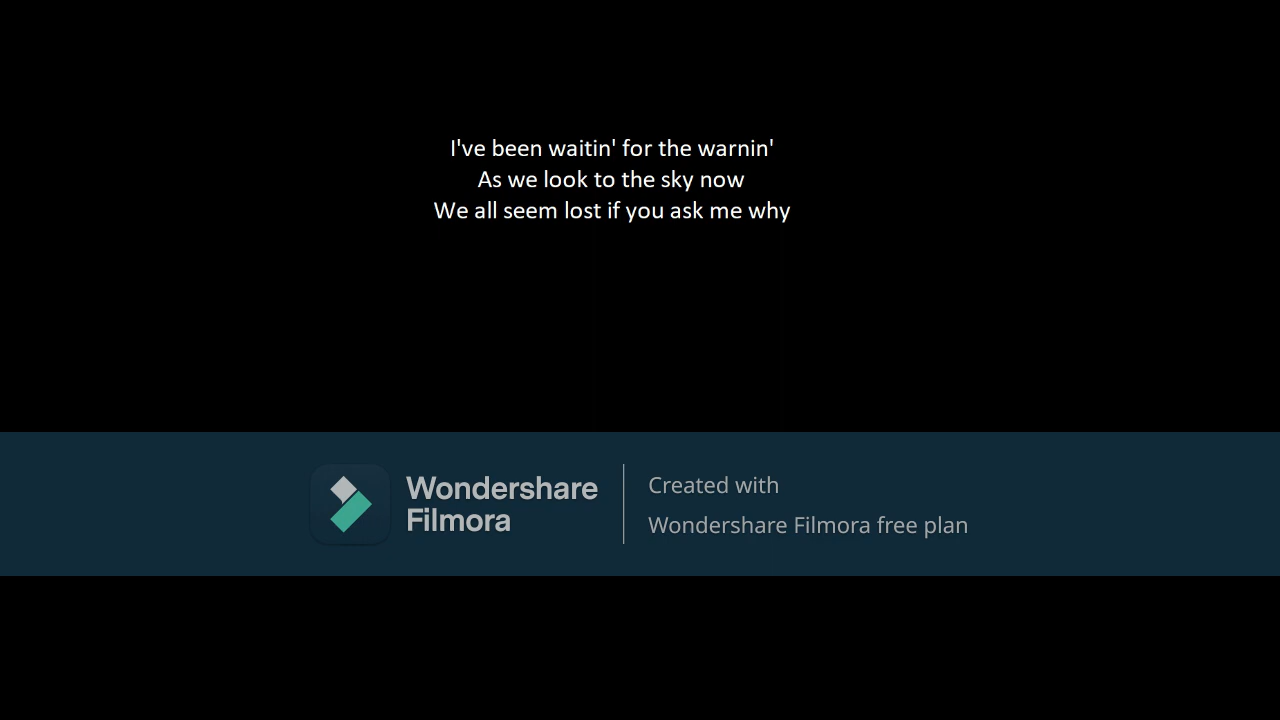 I've been waitin' for the warnin'
As we look to the sky now
We all seem lost if you ask me why
Wondershare
Filmora
Created with
Wondershare Filmora free plan